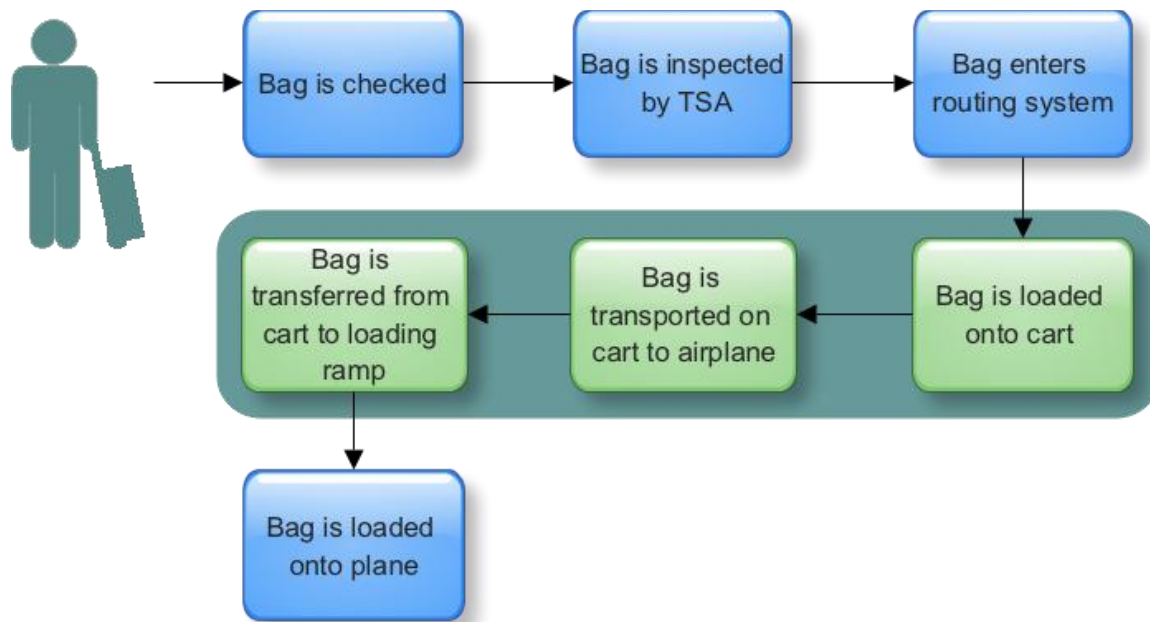 Bag is checked
Bag is inspected
by TSA
Bag enters
routing system
Bag is loaded
onto cart
Bag is
transported on
cart to airplane
Bag is
transferred from
cart to loading
ramp
Bag is loaded
onto plane